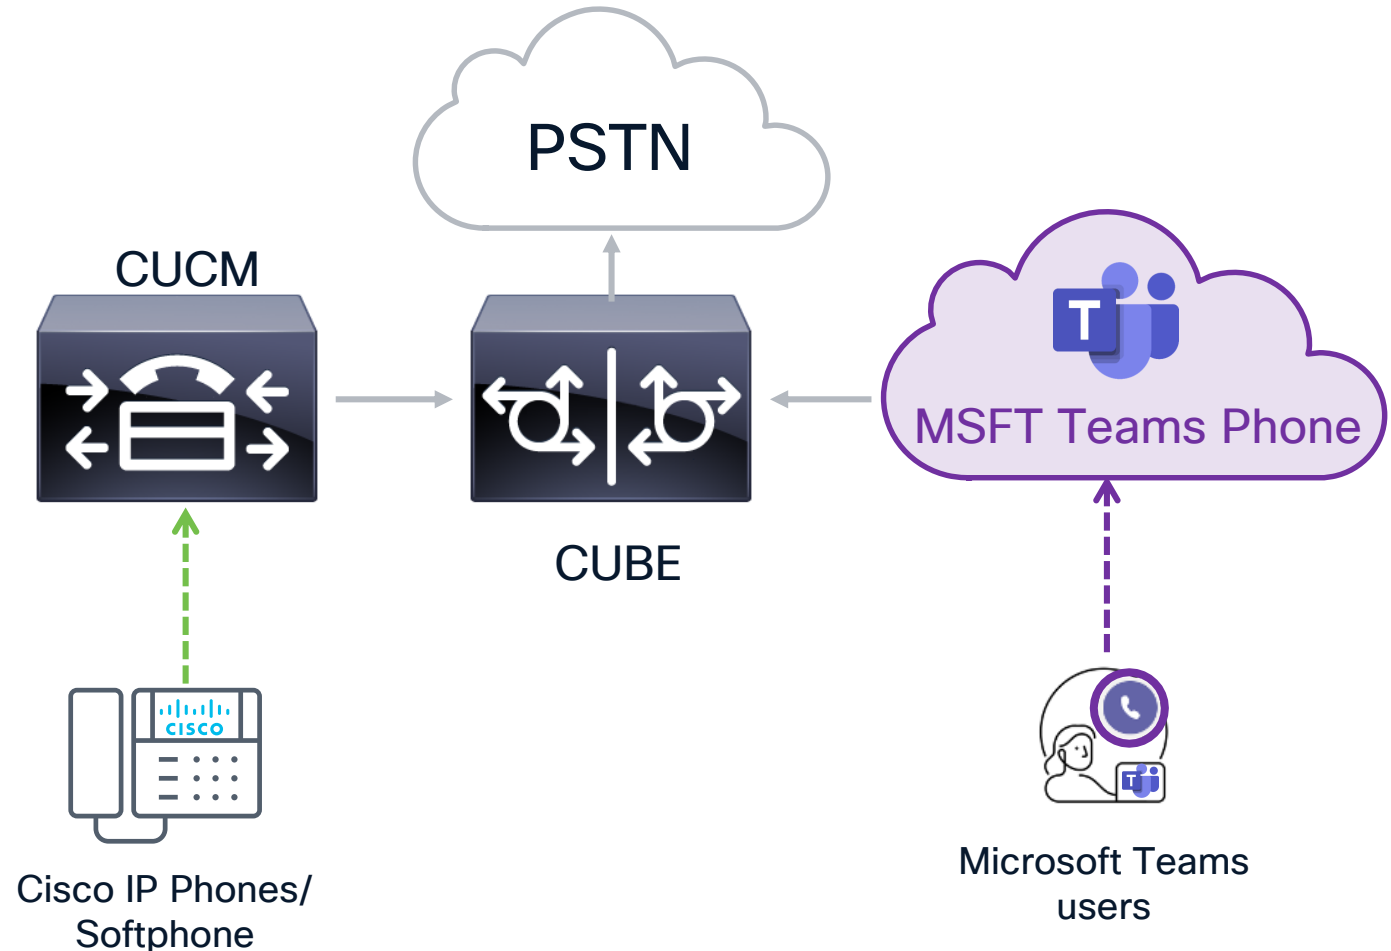 PSTN
CUCM
T
MSFT Teams Phone
CUBE
CISCO
T
Microsoft Teams
users
Cisco IP Phones/
Softphone